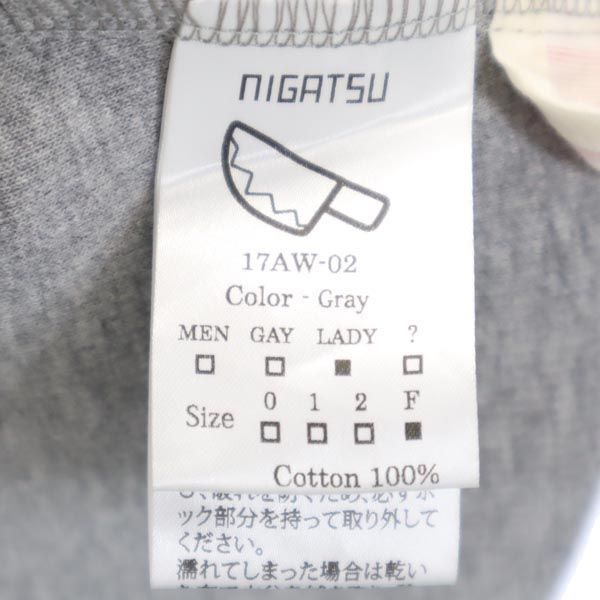 NIGATSU
17AW-02
Color - Gray
MEN GAY LADY ?
0 1 2 F
Size
Cotton 100%
ック部分を持って取り外して
ください。
濡れてしまった場合は乾い